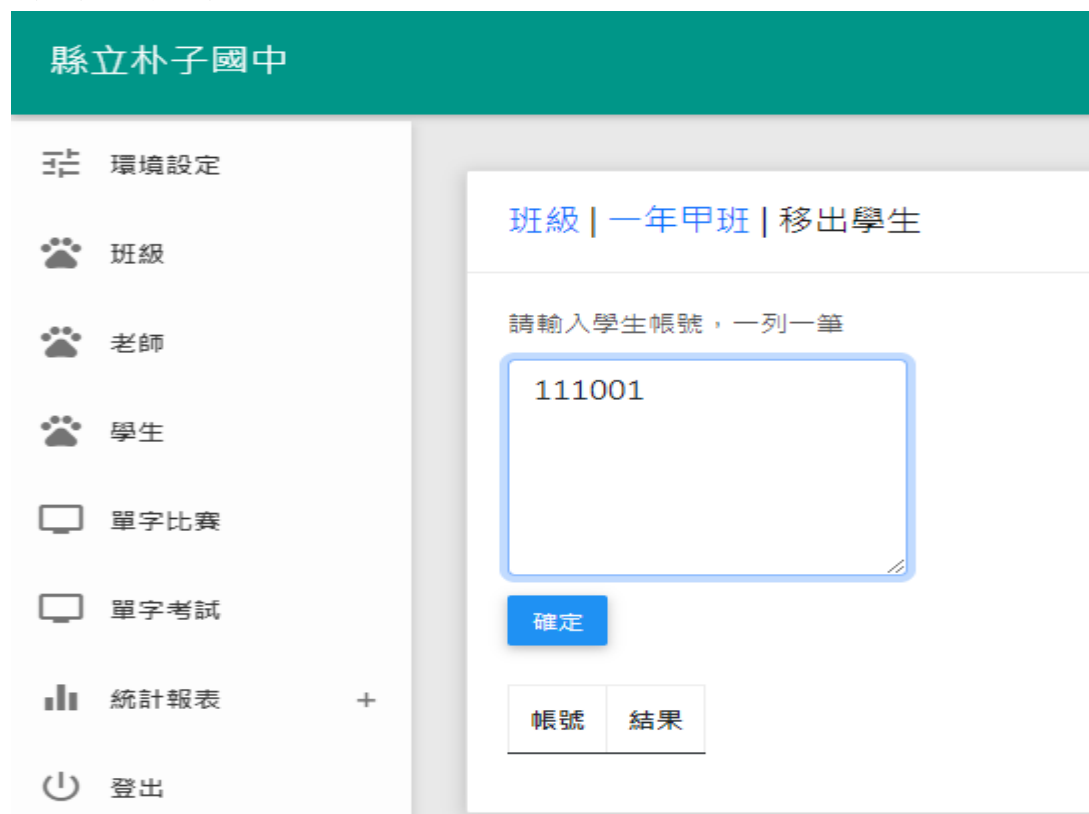 縣立朴子國中
環境設定
班級
老師
學生
單字比賽
單字考試
統計報表 +
登出
班級 | 一年甲班 | 移出學生
請輸入學生帳號，一列一筆
111001
確定
帳號 結果